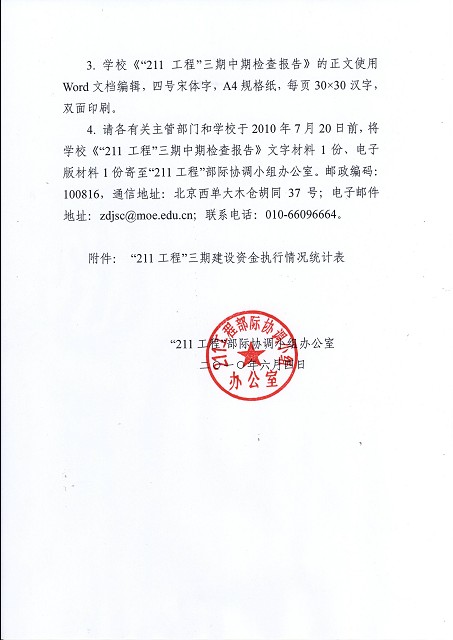 3. 学校《“211 工程”三期中期检查报告》的正文使用
Word 文档编辑，四号宋体字，A4 规格纸，每页 30×30 汉字，
双面印刷。
4. 请各有关主管部门和学校于 2010 年 7 月 20 日前，将
学校《“211 工程”三期中期检查报告》文字材料 1 份、电子
版材料 1 份寄至“211 工程”部际协调小组办公室。邮政编码：
100816，通信地址：北京西单大木仓胡同 37 号；电子邮件
地址：zdjsc@moe.edu.cn；联系电话：010-66096664。
附件：“211 工程”三期建设资金执行情况统计表
“211 工程”部际协调小组办公室
二〇一〇年六月四日
211工程部际协调小组
办公室